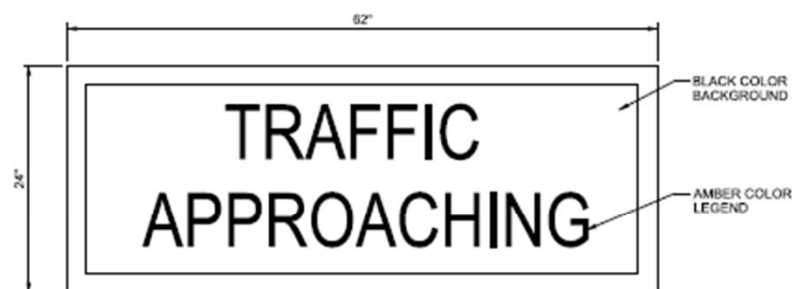 62"
24"
TRAFFIC
APPROACHING
BLACK COLOR
BACKGROUND
AMBER COLOR
LEGEND